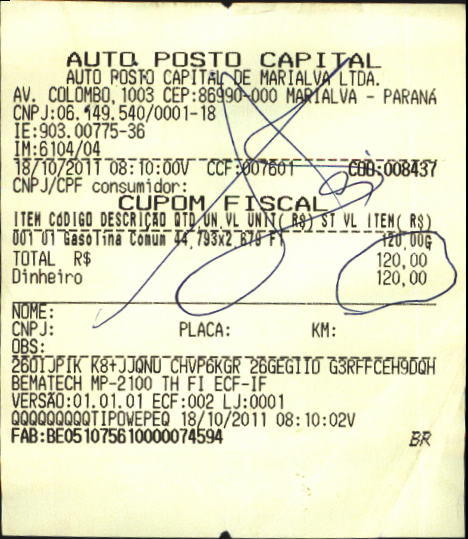 AUTO POSTO CAPITAL
AUTO POSTO CAPITAL DE MARIALVA LTDA.
AV. COLOMBO, 1003 CEP:86990-000 MARIALVA - PARANÁ
CNPJ:06.149.540/0001-18
IE:903.00775-36
IM:6104/04
18/10/2011 08:10:00V CCF:007601 COO:008437
CNPJ/CPF consumidor:
CUPOM FISCAL
ITEM CÓDIGO DESCRIÇÃO QTD UN.VL UNIT( R$) ST VL ITEM( R$)
001 01 Gasolina Comum 44,793x2,679 F1 120,00G
TOTAL R$ 120,00
Dinheiro 120,00
NOME:
CNPJ: PLACA: KM:
OBS:
26OIJPIK K8+JJQNU CHVP6KGR 26GEGIIO G3RFFCEH9DQH
BEMATECH MP-2100 TH FI ECF-IF
VERSÃO:01.01.01 ECF:002 LJ:0001
QQQQQQQQQTIPOWEPEQ 18/10/2011 08:10:02V
FAB:BE051075610000074594 BR